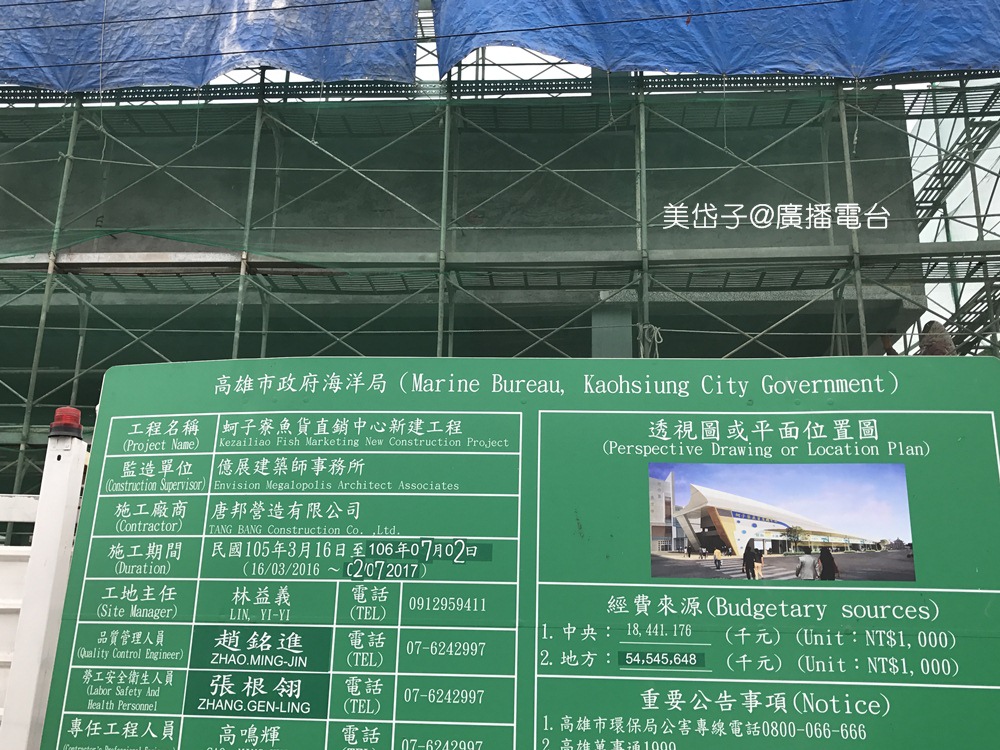 美岱子@廣播電台
高雄市政府海洋局（Marine Bureau, Kaohsiung City Government）
工程名稱 蚵子寮魚貨直銷中心新建工程
(Project Name) Kezailiao Fish Marketing New Construction Project
監造單位 億展建築師事務所
(Construction Supervisor) Envision Megalopolis Architect Associates
施工廠商 唐邦營造有限公司
(Contractor) TANG BANG Construction Co. ,Ltd.
施工期間 民國105年3月16日至106年07月02日
(Duration) (16/03/2016 ～ 02/07 2017)
工地主任 林益義 電話 0912959411
(Site Manager) LIN, YI-YI (TEL)
品質管理人員 趙銘進 電話 07-6242997
(Quality Control Engineer) ZHAO.MING-JIN (TEL)
勞工安全衛生人員 張根翎 電話 07-6242997
(Labor Safety And Health Personnel) ZHANG.GEN-LING (TEL)
專任工程人員 高鳴輝 電話 07-6242997
透視圖或平面位置圖
(Perspective Drawing or Location Plan)
經費來源(Budgetary sources)
1. 中央： 18,441.176 (千元) (Unit：NT$1,000)
2. 地方： 54,545,648 (千元) (Unit：NT$1,000)
重要公告事項(Notice)
1. 高雄市環保局公害專線電話0800-066-666
2. 高雄萬事通1999